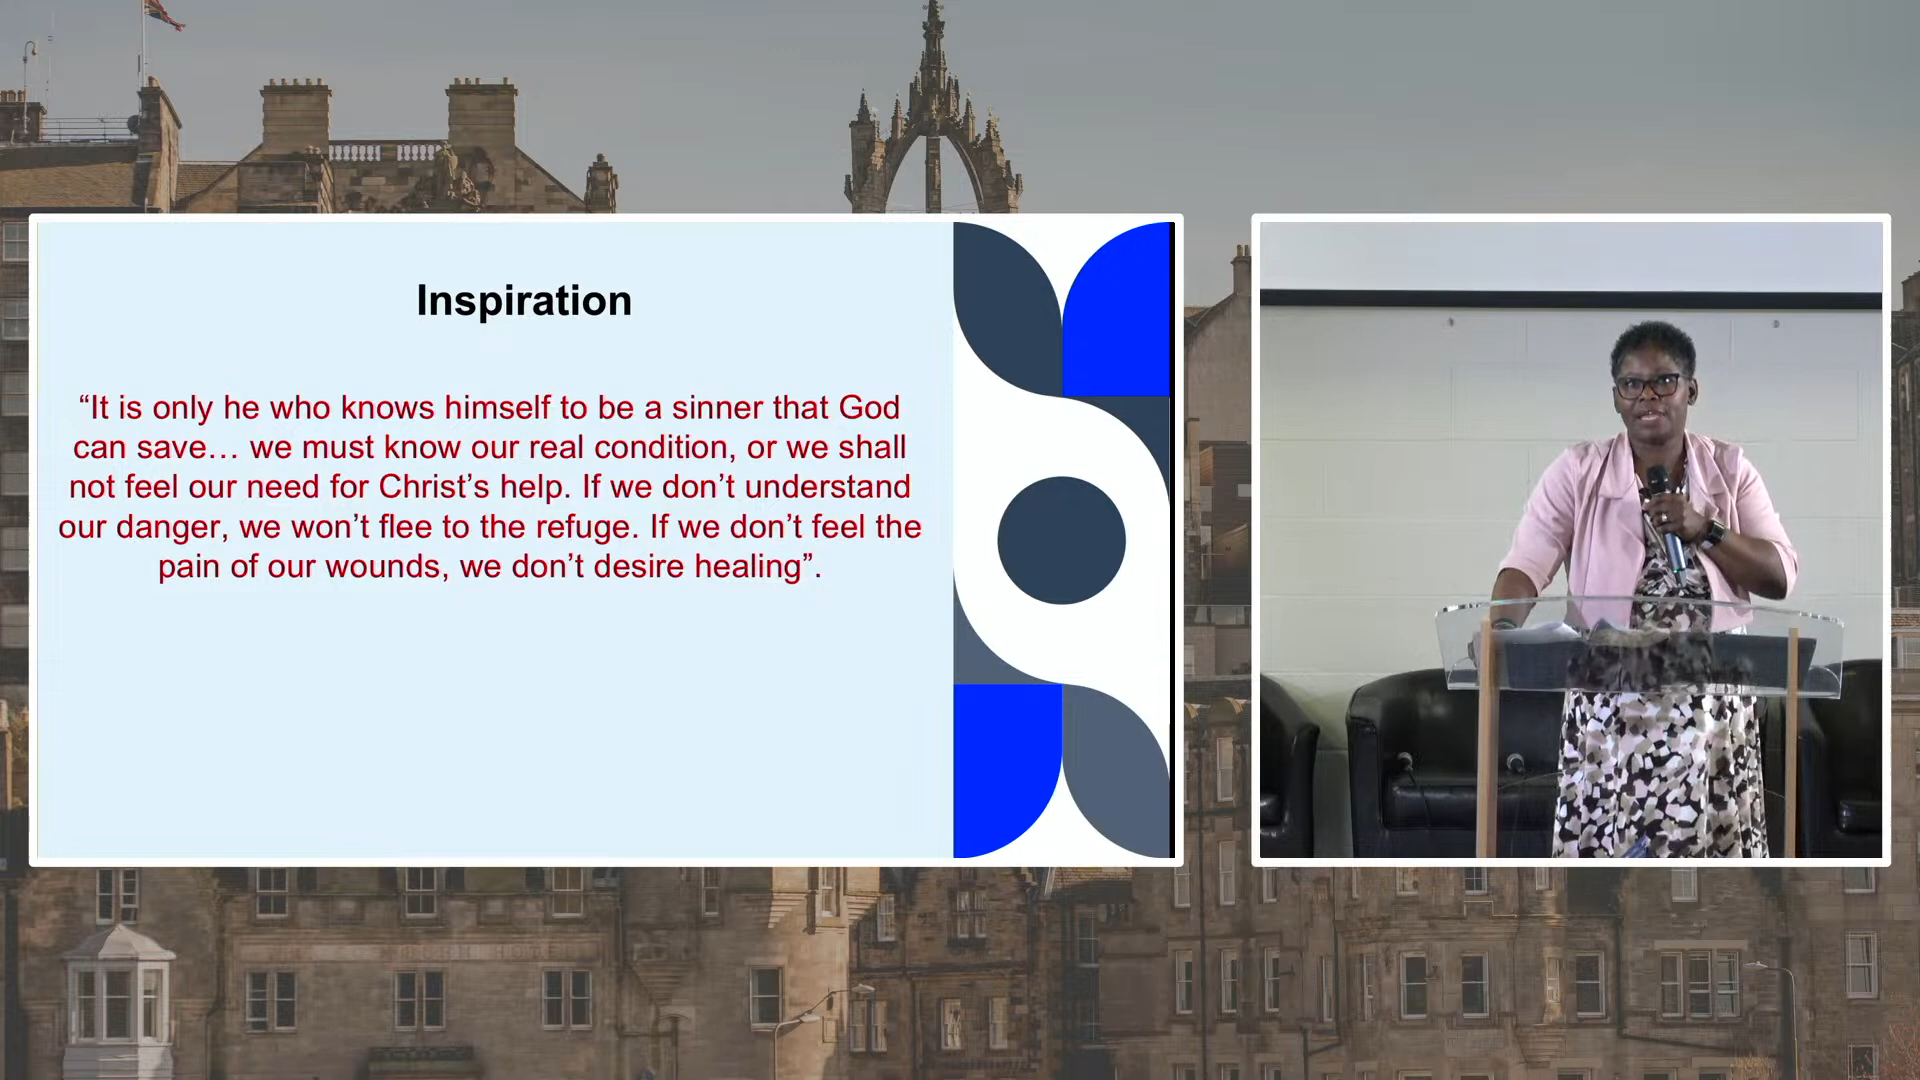 Inspiration
“It is only he who knows himself to be a sinner that God
can save… we must know our real condition, or we shall
not feel our need for Christ’s help. If we don’t understand
our danger, we won’t flee to the refuge. If we don’t feel the
pain of our wounds, we don’t desire healing”.